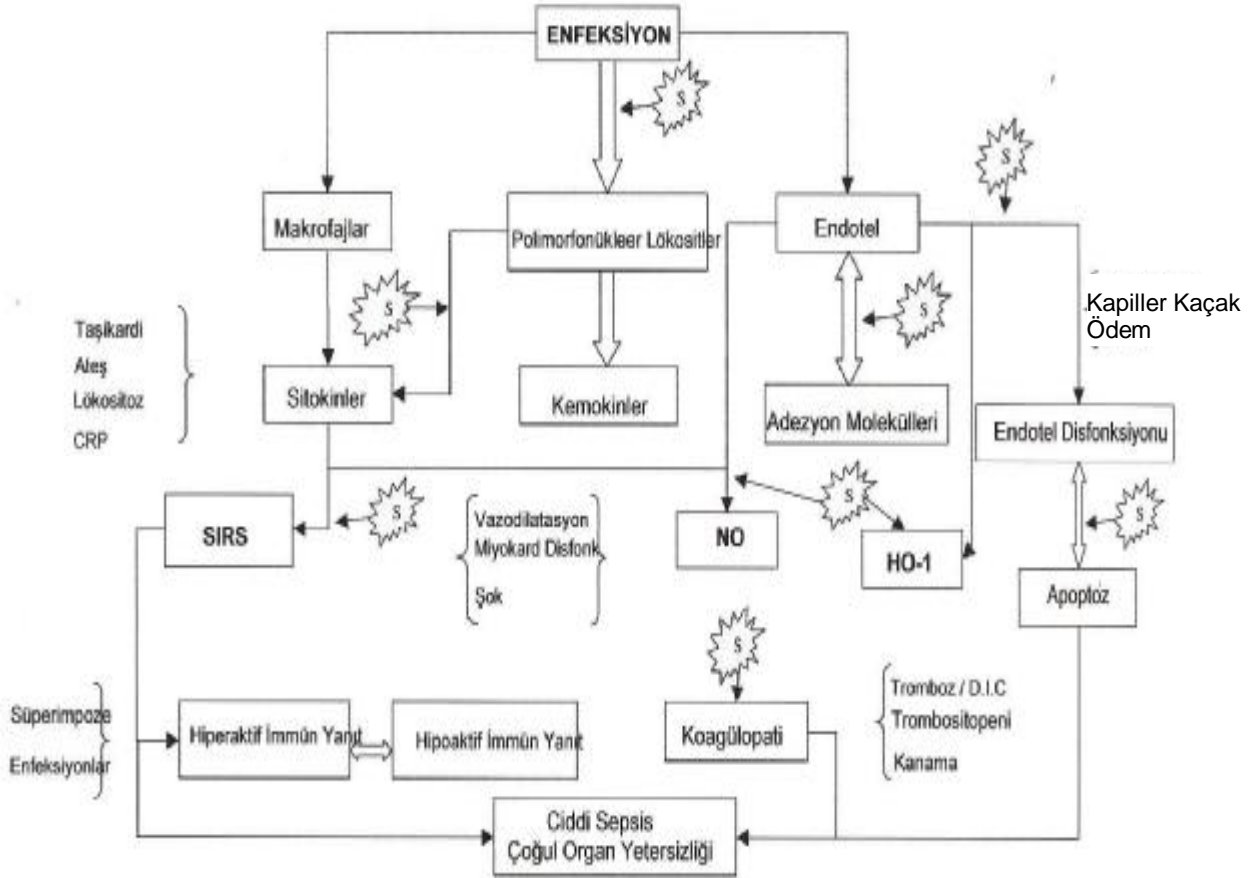 ENFEKSİYON
S
S
Makrofajlar
Polimorfonükleer Lökositler
Endotel
S
S
Kapiller Kaçak
Ödem
Taşikardi
Ateş
Lökositoz
CRP
Sitokinler
Kemokinler
Adezyon Molekülleri
Endotel Disfonksiyonu
SIRS
S
Vazodilatasyon
Miyokard Disfonk
Şok
NO
S
HO-1
S
Apoptoz
S
Süperimpoze
Enfeksiyonlar
Hiperaktif İmmün Yanıt
Hipoaktif İmmün Yanıt
Koagülopati
Tromboz / D.I.C
Trombositopeni
Kanama
Ciddi Sepsis
Çoğul Organ Yetersizliği